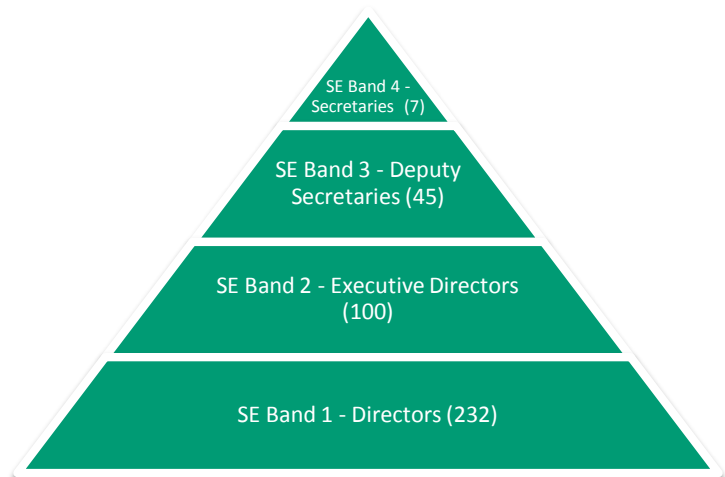 SE Band 4 -
Secretaries (7)
SE Band 3 - Deputy
Secretaries (45)
SE Band 2 - Executive Directors
(100)
SE Band 1 - Directors (232)